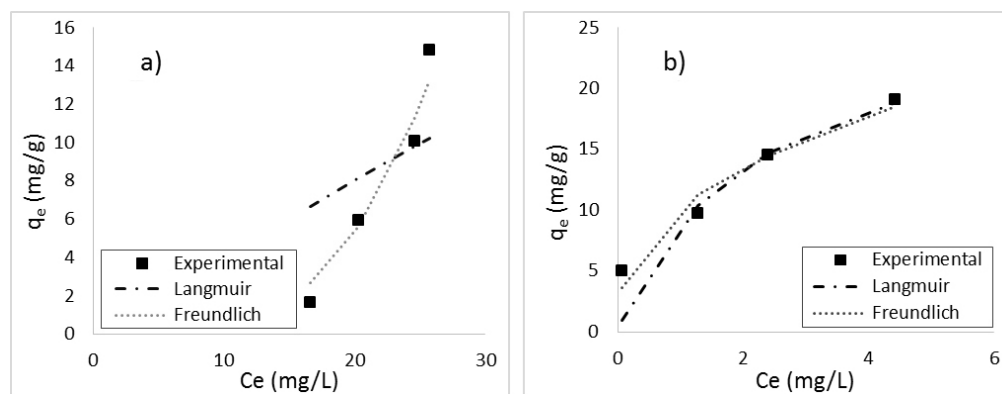 a)
16
14
12
10
8
6
4
2
0
qₑ (mg/g)
Experimental
Langmuir
Freundlich
0 10 20 30
Ce (mg/L)
b)
25
20
15
10
5
0
qₑ (mg/g)
Experimental
Langmuir
Freundlich
0 2 4 6
Ce (mg/L)